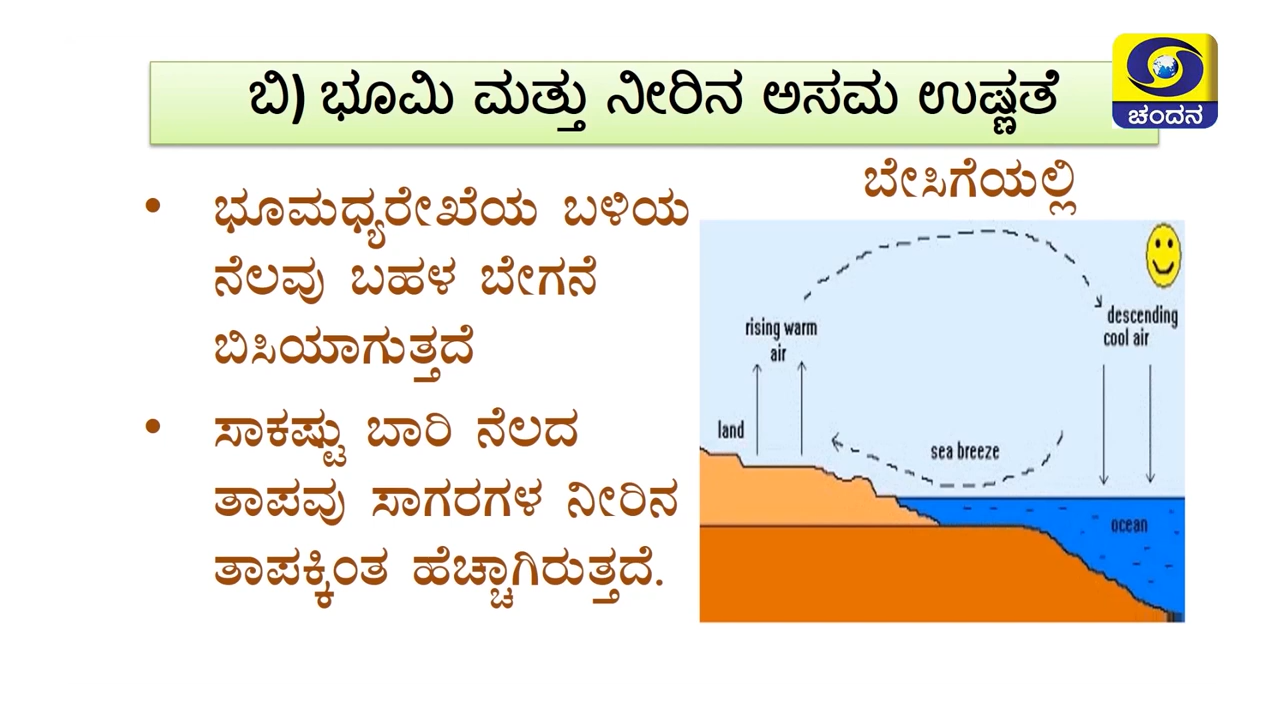 ಬಿ) ಭೂಮಿ ಮತ್ತು ನೀರಿನ ಅಸಮ ಉಷ್ಣತೆ
ಚಂದನ
ಬೇಸಿಗೆಯಲ್ಲಿ
• ಭೂಮಧ್ಯರೇಖೆಯ ಬಳಿಯ
ನೆಲವು ಬಹಳ ಬೇಗನೆ
ಬಿಸಿಯಾಗುತ್ತದೆ
• ಸಾಕಷ್ಟು ಬಾರಿ ನೆಲದ
ತಾಪವು ಸಾಗರಗಳ ನೀರಿನ
ತಾಪಕ್ಕಿಂತ ಹೆಚ್ಚಾಗಿರುತ್ತದೆ.
rising warm
air
descending
cool air
land
sea breeze
ocean